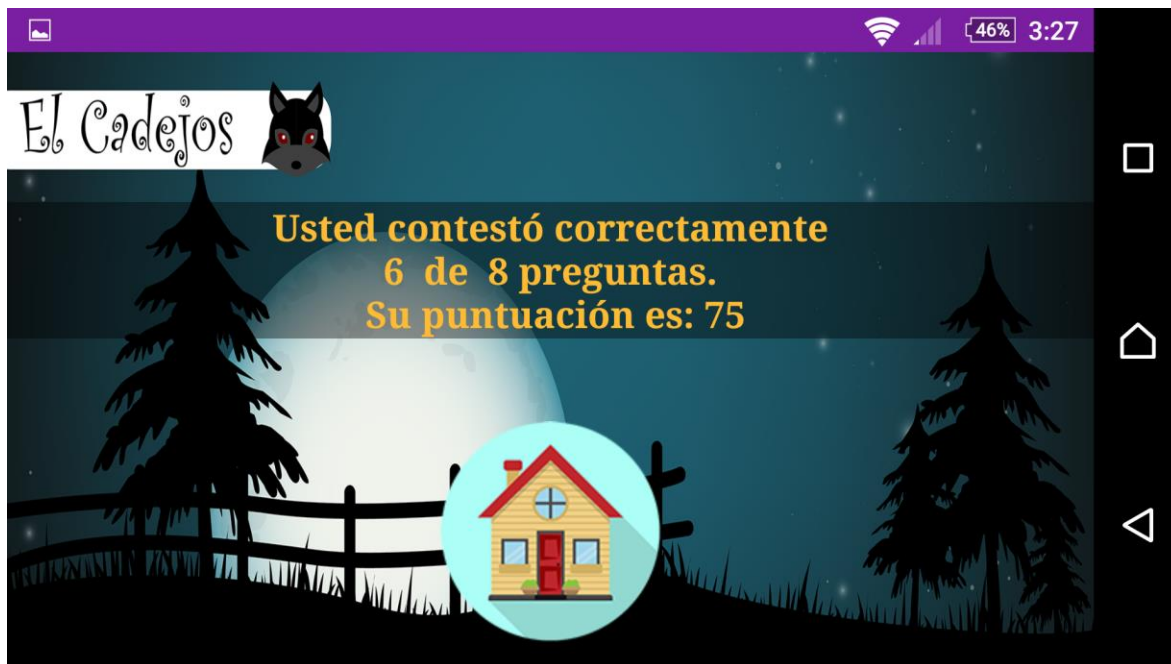 46% 3:27
El Cadejos
Usted contestó correctamente
6 de 8 preguntas.
Su puntuación es: 75